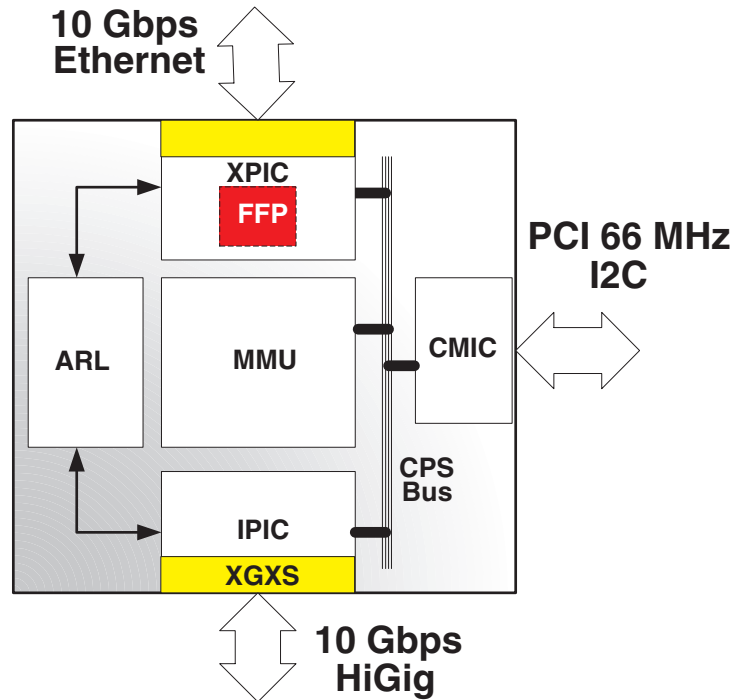 10 Gbps
Ethernet
XPIC
FFP
PCI 66 MHz
I2C
ARL
MMU
CMIC
CPS
Bus
IPIC
XGXS
10 Gbps
HiGig